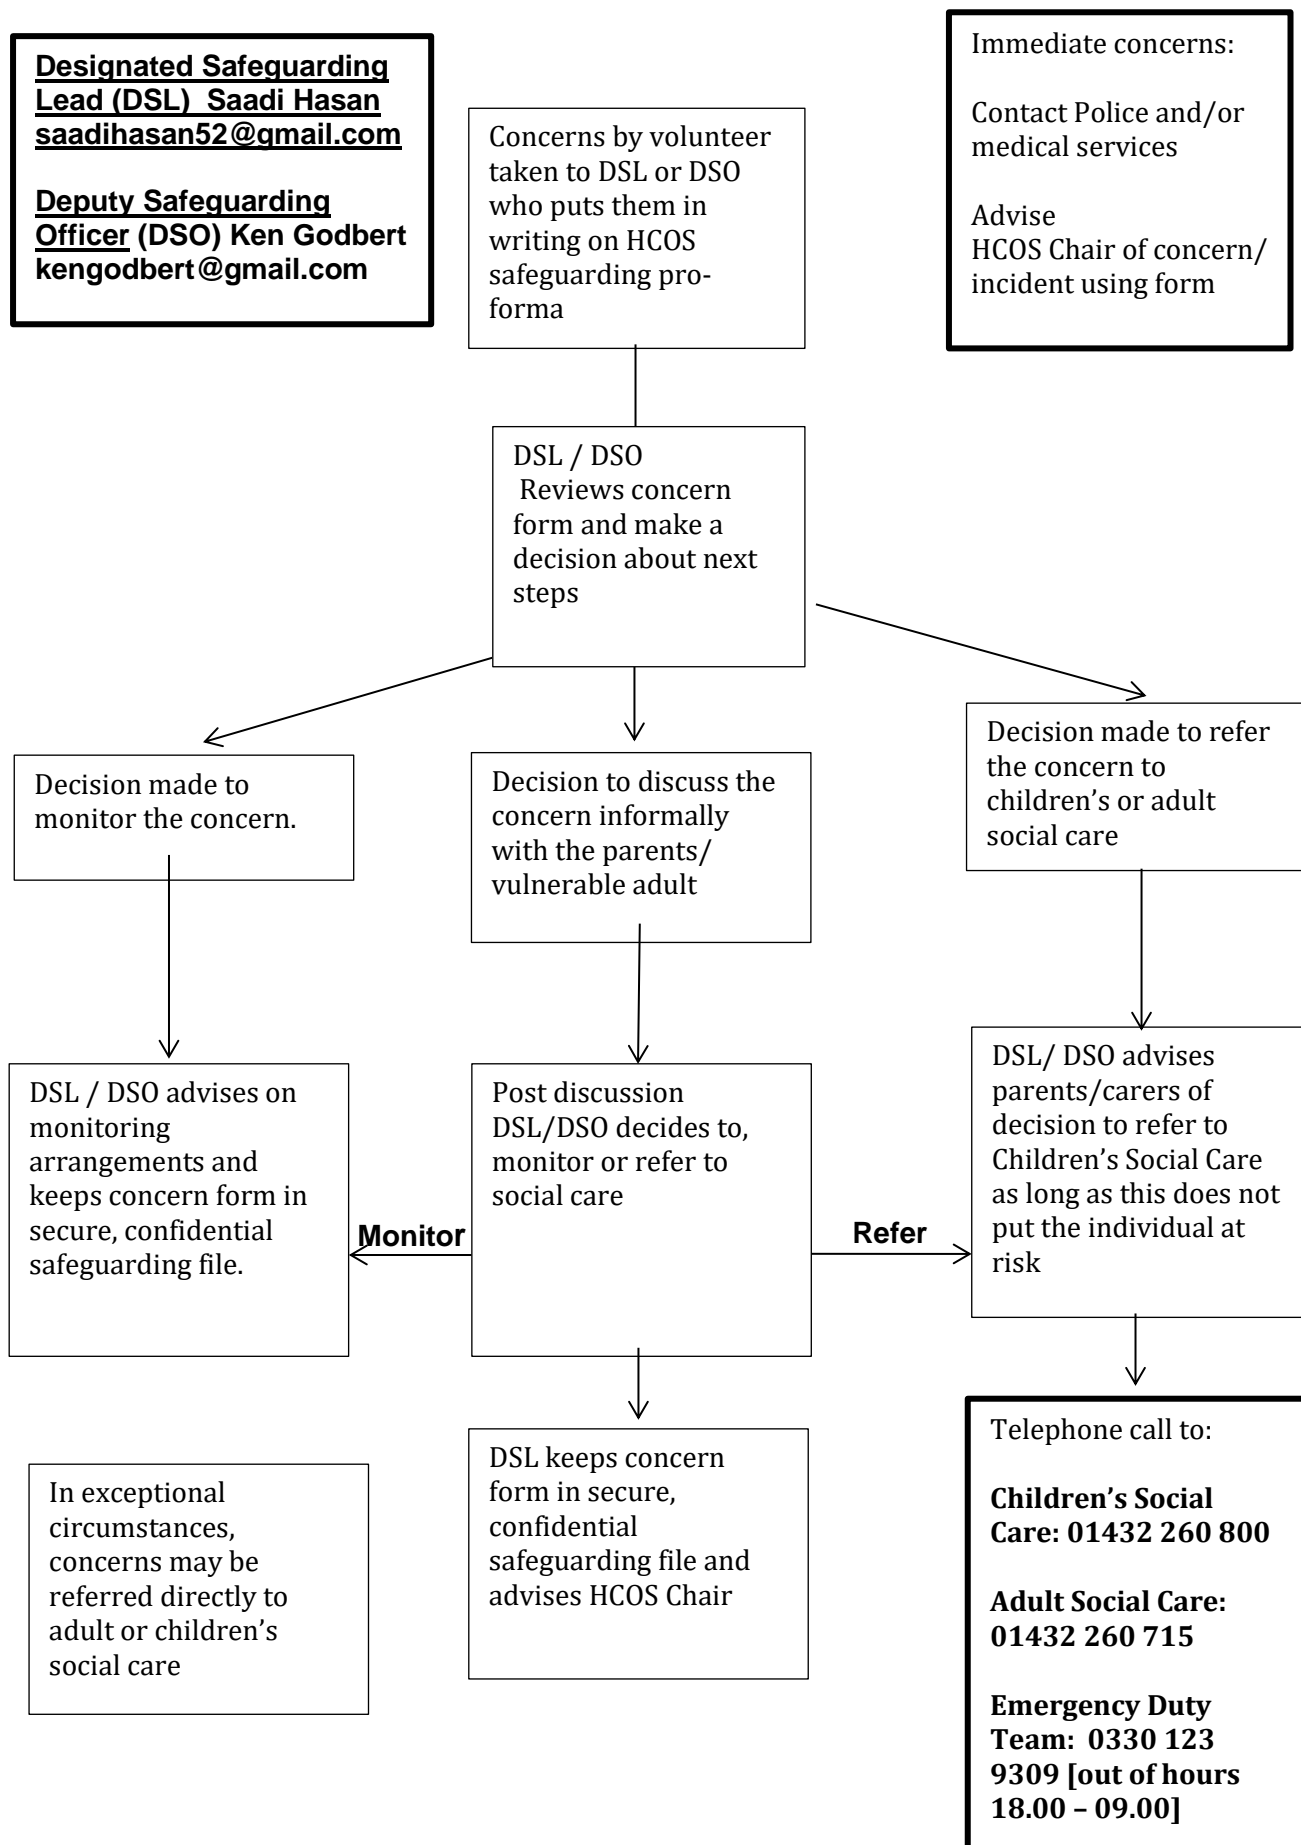 Designated Safeguarding
Lead (DSL)  Saadi Hasan
saadihasan52@gmail.com
Deputy Safeguarding
Officer (DSO) Ken Godbert
kengodbert@gmail.com
Concerns by volunteer
taken to DSL or DSO
who puts them in
writing on HCOS
safeguarding pro-
forma
Immediate concerns:
Contact Police and/or
medical services
Advise
HCOS Chair of concern/
incident using form
DSL / DSO
Reviews concern
form and make a
decision about next
steps
Decision made to
monitor the concern.
Decision to discuss the
concern informally
with the parents/
vulnerable adult
Decision made to refer
the concern to
children’s or adult
social care
DSL / DSO advises on
monitoring
arrangements and
keeps concern form in
secure, confidential
safeguarding file.
Monitor
Post discussion
DSL/DSO decides to,
monitor or refer to
social care
Refer
DSL/ DSO advises
parents/carers of
decision to refer to
Children’s Social Care
as long as this does not
put the individual at
risk
In exceptional
circumstances,
concerns may be
referred directly to
adult or children’s
social care
DSL keeps concern
form in secure,
confidential
safeguarding file and
advises HCOS Chair
Telephone call to:
Children’s Social
Care: 01432 260 800
Adult Social Care:
01432 260 715
Emergency Duty
Team:  0330 123
9309 [out of hours
18.00 – 09.00]